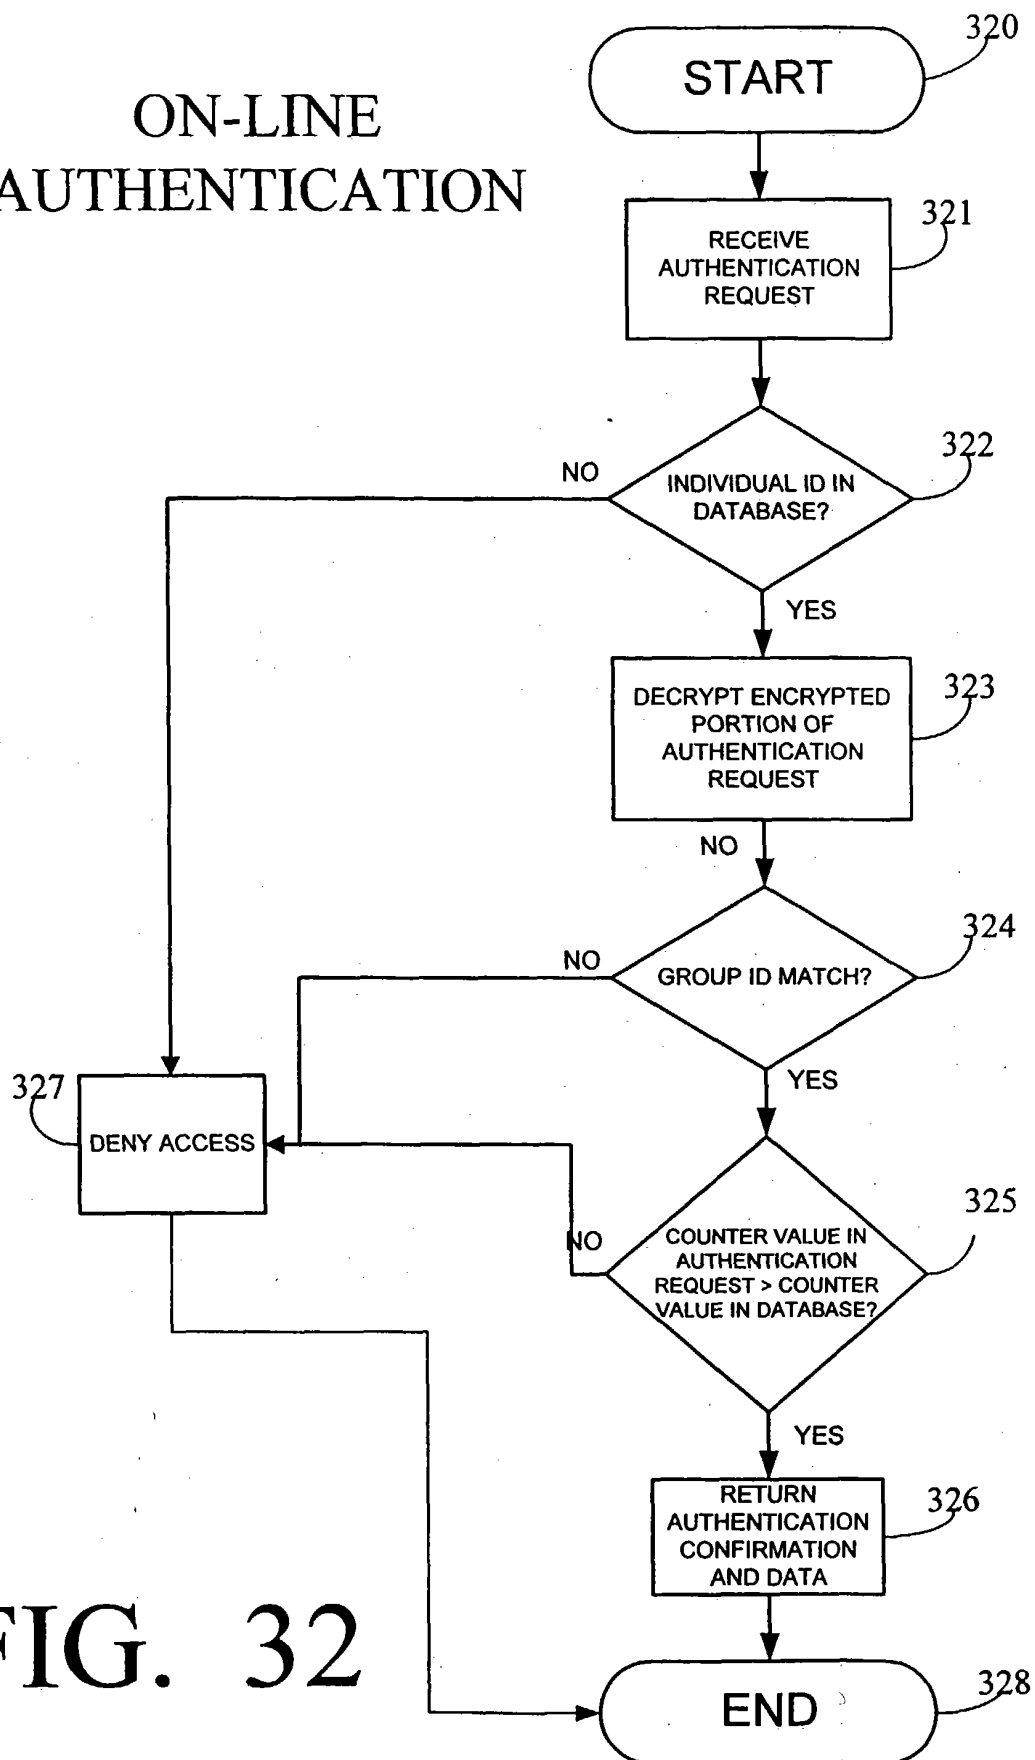 320
START
ON-LINE
AUTHENTICATION
321
RECEIVE
AUTHENTICATION
REQUEST
322
NO
INDIVIDUAL ID IN
DATABASE?
YES
323
DECRYPT ENCRYPTED
PORTION OF
AUTHENTICATION
REQUEST
NO
324
NO
GROUP ID MATCH?
YES
327
DENY ACCESS
325
NO
COUNTER VALUE IN
AUTHENTICATION
REQUEST > COUNTER
VALUE IN DATABASE?
YES
326
RETURN
AUTHENTICATION
CONFIRMATION
AND DATA
FIG. 32
328
END